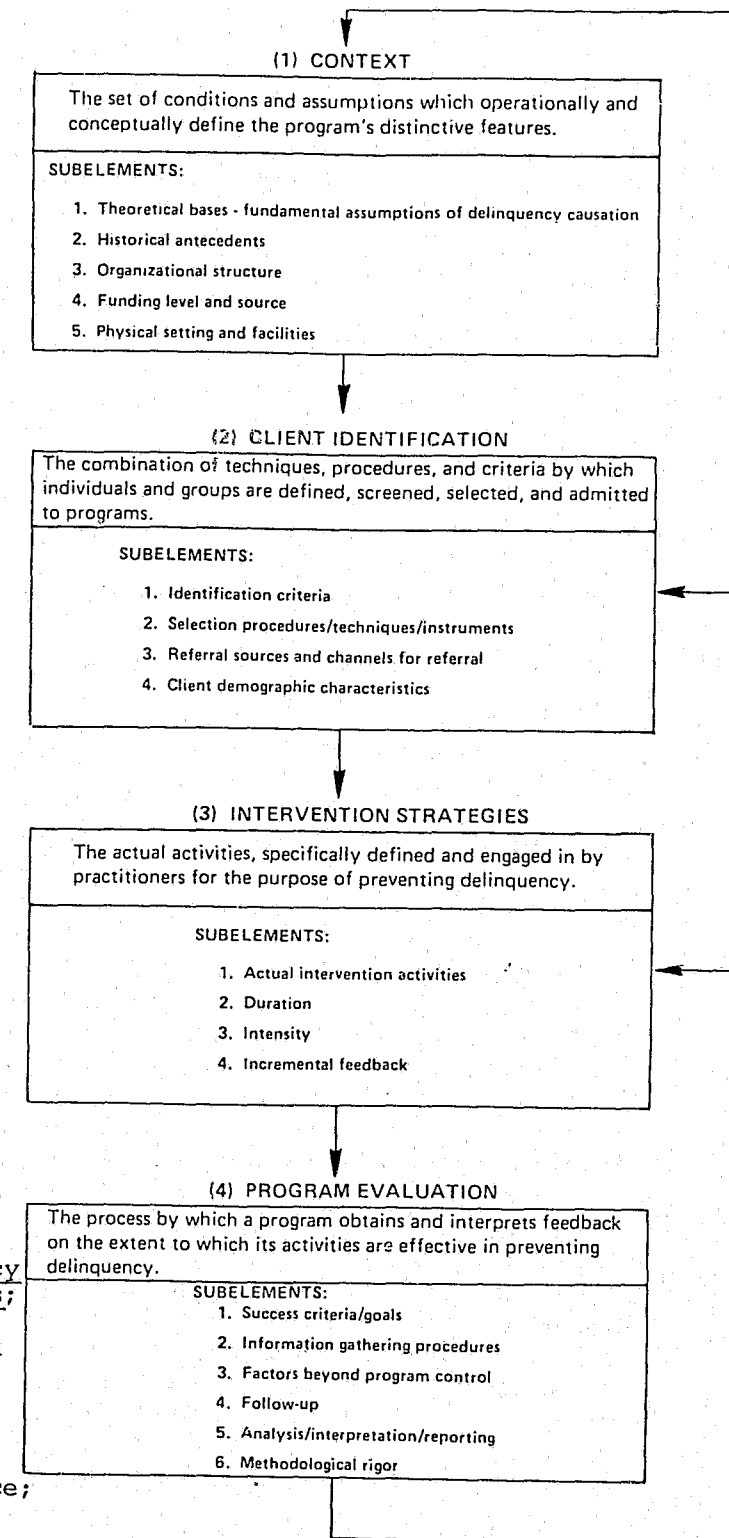 (1) CONTEXT
The set of conditions and assumptions which operationally and
conceptually define the program's distinctive features.
SUBELEMENTS:
1. Theoretical bases - fundamental assumptions of delinquency causation
2. Historical antecedents
3. Organizational structure
4. Funding level and source
5. Physical setting and facilities
(2) CLIENT IDENTIFICATION
The combination of techniques, procedures, and criteria by which
individuals and groups are defined, screened, selected, and admitted
to programs.
SUBELEMENTS:
1. Identification criteria
2. Selection procedures/techniques/instruments
3. Referral sources and channels for referral
4. Client demographic characteristics
(3) INTERVENTION STRATEGIES
The actual activities, specifically defined and engaged in by
practitioners for the purpose of preventing delinquency.
SUBELEMENTS:
1. Actual intervention activities
2. Duration
3. Intensity
4. Incremental feedback
(4) PROGRAM EVALUATION
The process by which a program obtains and interprets feedback
on the extent to which its activities are effective in preventing
delinquency.
SUBELEMENTS:
1. Success criteria/goals
2. Information gathering procedures
3. Factors beyond program control
4. Follow-up
5. Analysis/interpretation/reporting
6. Methodological rigor